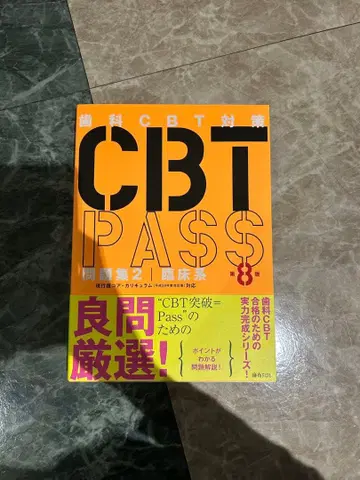 歯科CBT対策
CBT
PASS
問題集2 臨床系
第8版
"CBT突破=
Pass"の
ための
良問
厳選!
ポイントが
わかる
問題解説!
歯科CBT
合格のための
実力完成シリーズ!